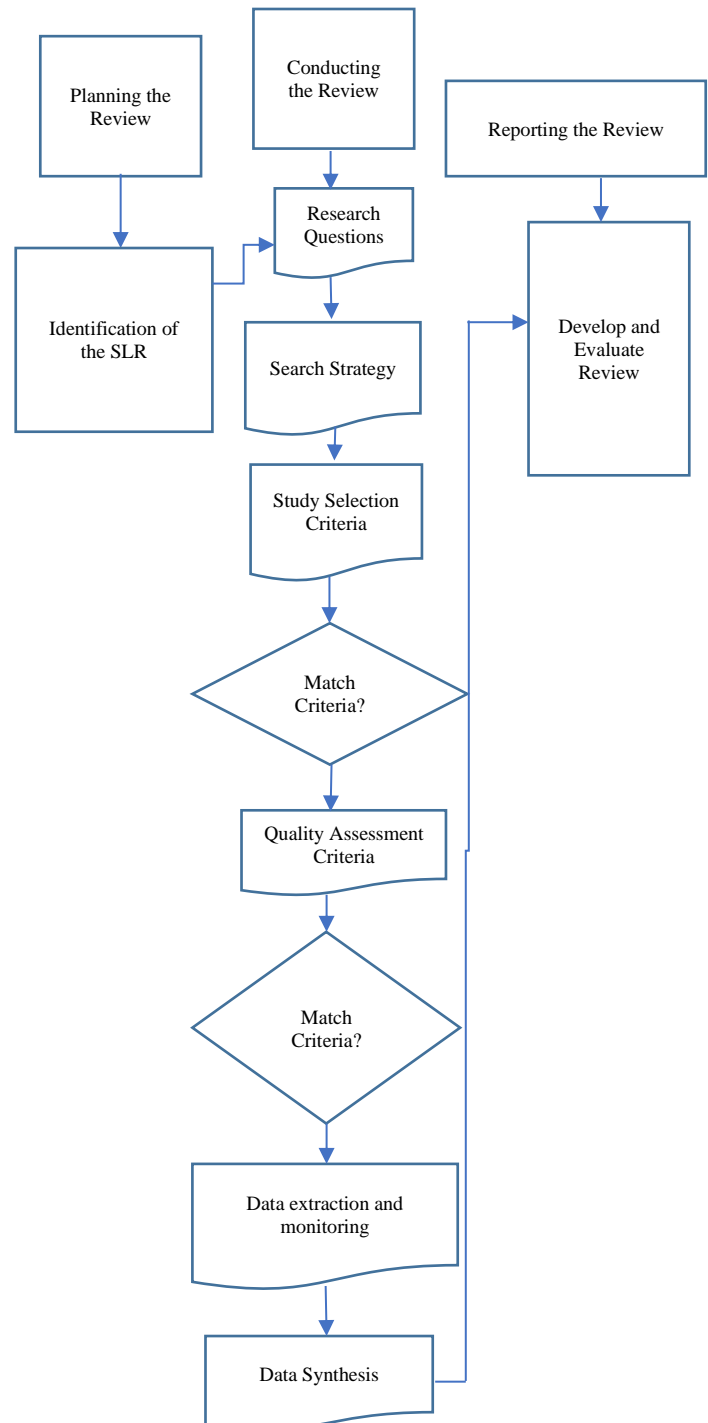 Planning the
Review
Conducting
the Review
Reporting the Review
Research
Questions
Identification of
the SLR
Search Strategy
Develop and
Evaluate
Review
Study Selection
Criteria
Match
Criteria?
Quality Assessment
Criteria
Match
Criteria?
Data extraction and
monitoring
Data Synthesis